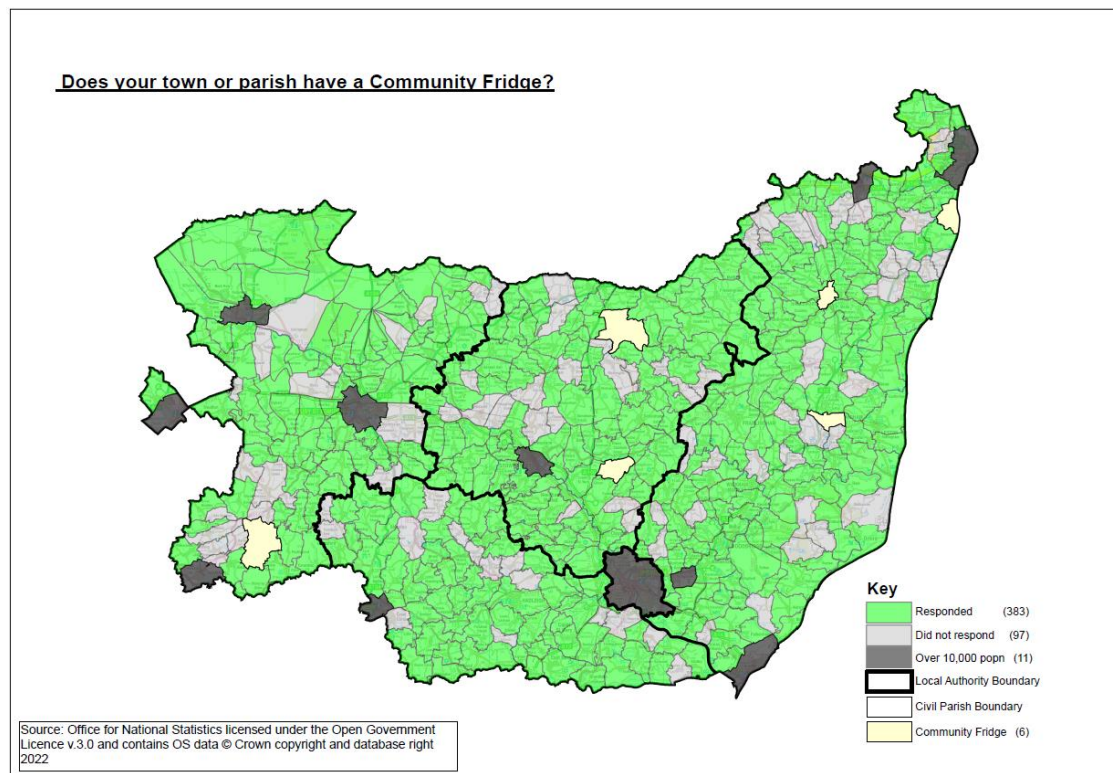 Does your town or parish have a Community Fridge?
Key
Responded (383)
Did not respond (97)
Over 10,000 popn (11)
Local Authority Boundary
Civil Parish Boundary
Community Fridge (6)
Source: Office for National Statistics licensed under the Open Government
Licence v.3.0 and contains OS data © Crown copyright and database right
2022